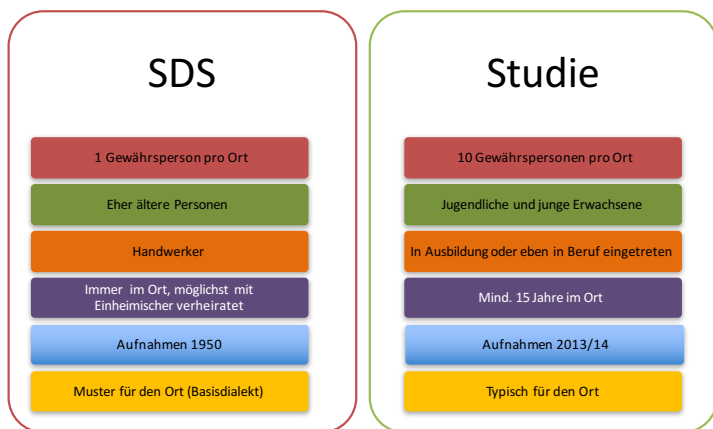 SDS
1 Gewährsperson pro Ort
Eher ältere Personen
Handwerker
Immer im Ort, möglichst mit
Einheimischer verheiratet
Aufnahmen 1950
Muster für den Ort (Basisdialekt)
Studie
10 Gewährspersonen pro Ort
Jugendliche und junge Erwachsene
In Ausbildung oder eben in Beruf eingetreten
Mind. 15 Jahre im Ort
Aufnahmen 2013/14
Typisch für den Ort